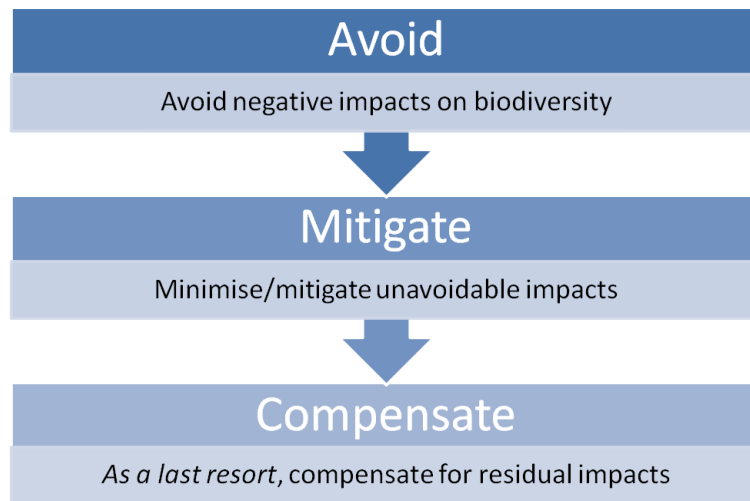 Avoid
Avoid negative impacts on biodiversity
Mitigate
Minimise/mitigate unavoidable impacts
Compensate
As a last resort, compensate for residual impacts